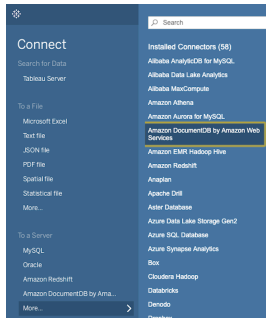 Connect
Search for Data
Tableau Server
To a File
Microsoft Excel
Text file
JSON file
PDF file
Spatial file
Statistical file
More...
To a Server
MySQL
Oracle
Amazon Redshift
Amazon DocumentDB by Ama...
More...
Search
Installed Connectors (58)
Alibaba AnalyticDB for MySQL
Alibaba Data Lake Analytics
Alibaba MaxCompute
Amazon Athena
Amazon Aurora for MySQL
Amazon DocumentDB by Amazon Web
Services
Amazon EMR Hadoop Hive
Amazon Redshift
Anaplan
Apache Drill
Aster Database
Azure Data Lake Storage Gen2
Azure SQL Database
Azure Synapse Analytics
Box
Cloudera Hadoop
Databricks
Denodo